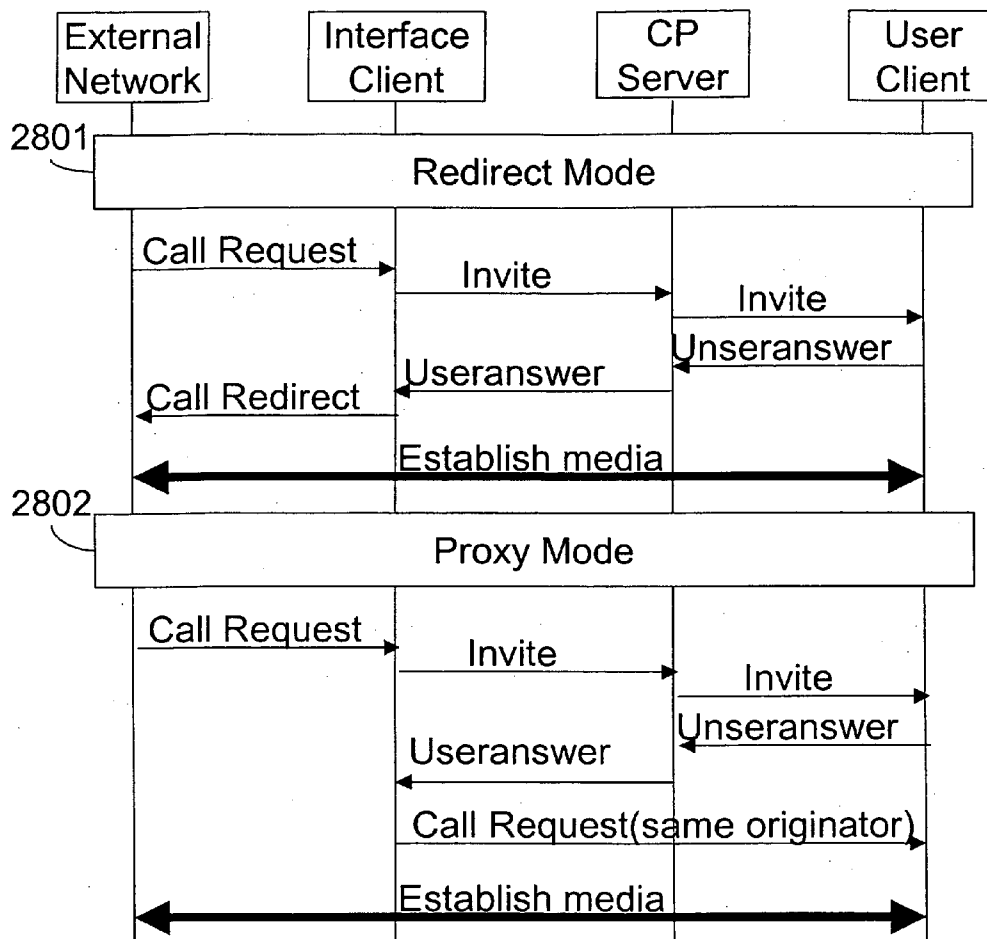 External
Network
Interface
Client
CP
Server
User
Client
2801
Redirect Mode
Call Request
Invite
Invite
Unseranswer
Useranswer
Call Redirect
Establish media
2802
Proxy Mode
Call Request
Invite
Invite
Unseranswer
Useranswer
Call Request(same originator)
Establish media